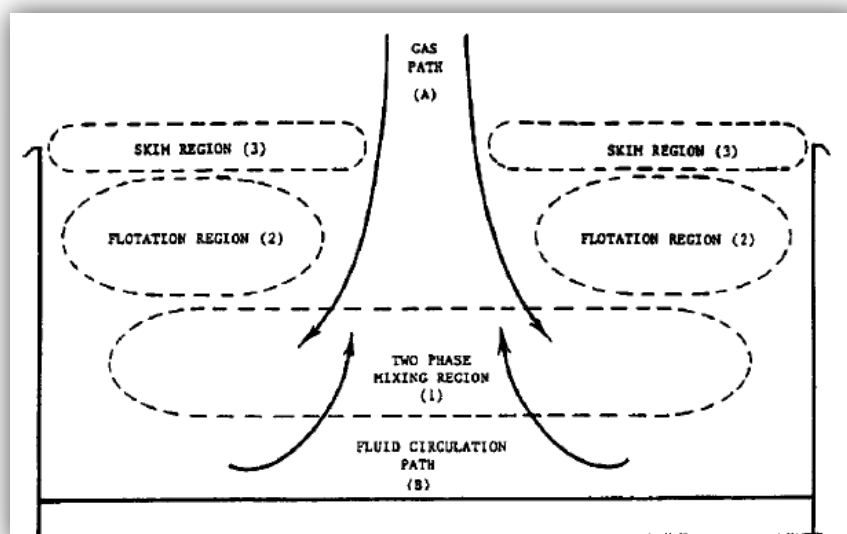 GAS
PATH
(A)
SKIM REGION (3)
SKIM REGION (3)
FLOTATION REGION (2)
FLOTATION REGION (2)
TWO PHASE
MIXING REGION
(1)
FLUID CIRCULATION
PATH
(B)